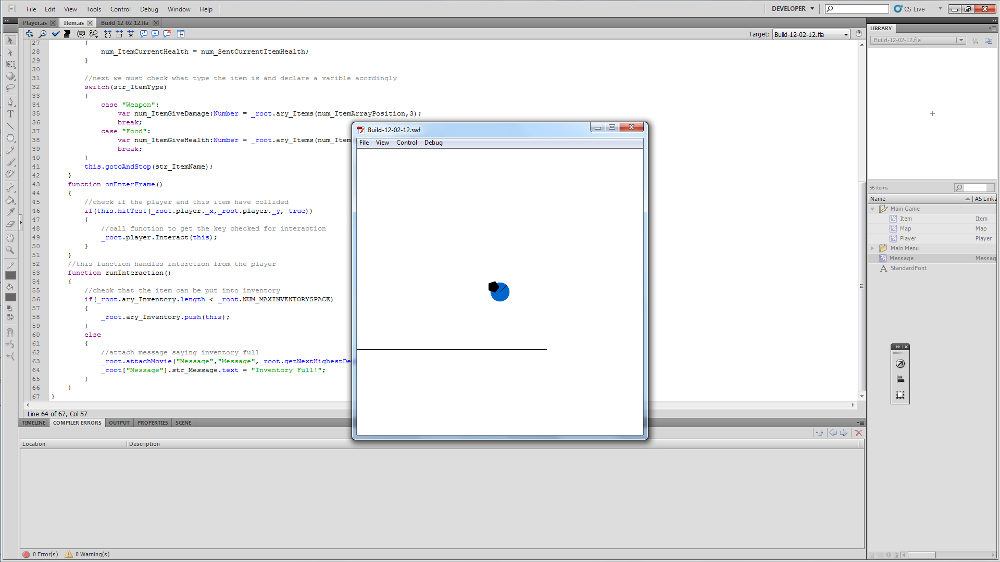 Fl File Edit View Tools Control Debug Window Help DEVELOPER CS Live
Player.as Item.as Build-12-02-12.fla
Target: Build-12-02-12.fla
27 {
28 num_ItemCurrentHealth = num_SentCurrentItemHealth;
29 }
30
31 //next we must check what type the item is and declare a varible acordingly
32 switch(str_ItemType)
33 {
34 case "Weapon":
35 var num_ItemGiveDamage:Number = _root.ary_Items(num_ItemArrayPosition,3);
36 break;
37 case "Food":
38 var num_ItemGiveHealth:Number = _root.ary_Items(num_Item
39 break;
40 }
41 this.gotoAndStop(str_ItemName);
42 }
43 function onEnterFrame()
44 {
45 //check if the player and this item have collided
46 if(this.hitTest(_root.player._x,_root.player._y, true))
47 {
48 //call function to get the key checked for interaction
49 _root.player.Interact(this);
50 }
51 }
52 //this function handles interction from the player
53 function runInteraction()
54 {
55 //check that the item can be put into inventory
56 if(_root.ary_Inventory.length < _root.NUM_MAXINVENTORYSPACE)
57 {
58 _root.ary_Inventory.push(this);
59 }
60 else
61 {
62 //attach message saying inventory full
63 _root.attachMovie("Message","Message",_root.getNextHighestDe
64 _root["Message"].str_Message.text = "Inventory Full!";
65 }
66 }
67 }
Line 64 of 67, Col 57
TIMELINE COMPILER ERRORS OUTPUT PROPERTIES SCENE
Location Description
0 Error(s) 0 Warning(s)
Build-12-02-12.swf
File View Control Debug
LIBRARY
Build-12-02-12.fla
56 items
Name AS Linka
Main Game
Item Item
Map Map
Player Player
Main Menu
Message Messag
StandardFont